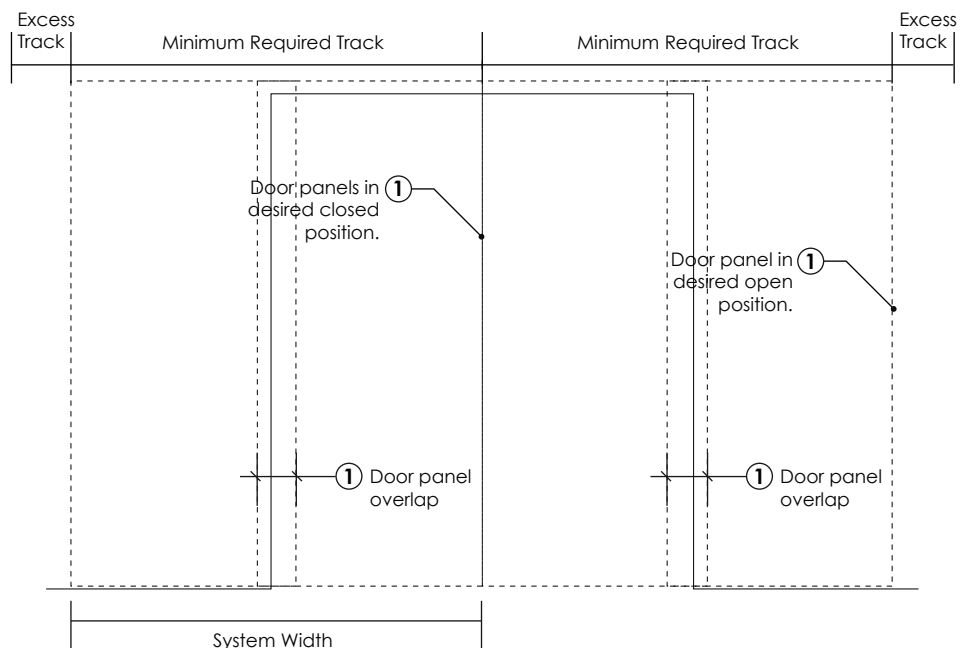 Excess
Track
Minimum Required Track
Minimum Required Track
Excess
Track
Door panels in
desired closed
position.
1
Door panel in
desired open
position.
1
1
Door panel
overlap
1
Door panel
overlap
System Width